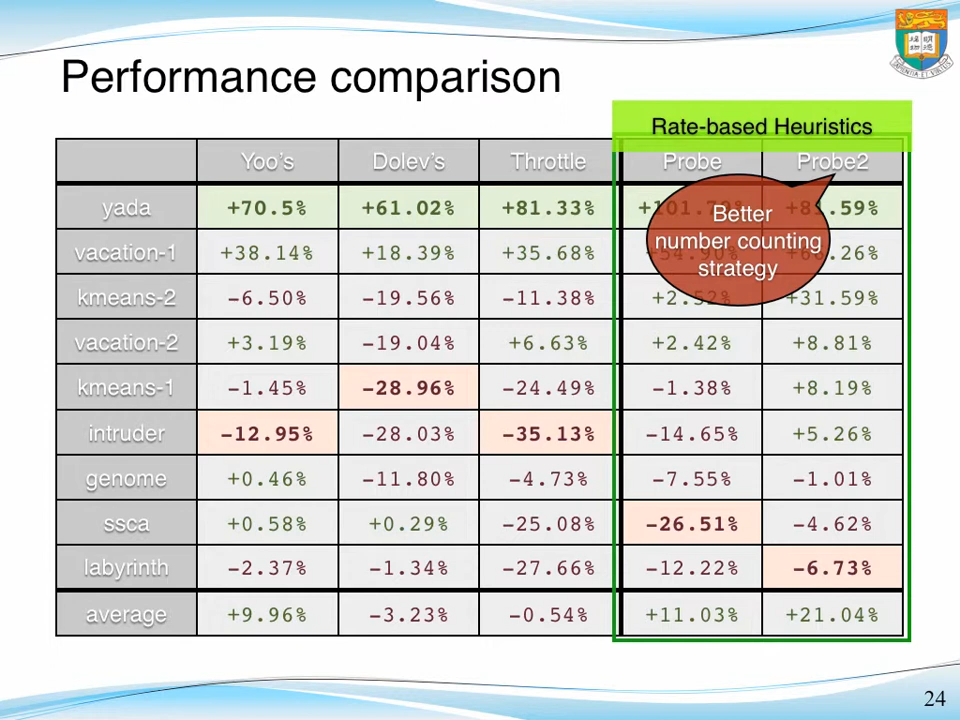 Performance comparison
Rate-based Heuristics
Yoo's Dolev's Throttle Probe Probe2
yada +70.5% +61.02% +81.33%
vacation-1 +38.14% +18.39% +35.68%
Better
number counting
strategy
kmeans-2 -6.50% -19.56% -11.38% +2.52% +31.59%
vacation-2 +3.19% -19.04% +6.63% +2.42% +8.81%
kmeans-1 -1.45% -28.96% -24.49% -1.38% +8.19%
intruder -12.95% -28.03% -35.13% -14.65% +5.26%
genome +0.46% -11.80% -4.73% -7.55% -1.01%
ssca +0.58% +0.29% -25.08% -26.51% -4.62%
labyrinth -2.37% -1.34% -27.66% -12.22% -6.73%
average +9.96% -3.23% -0.54% +11.03% +21.04%
24